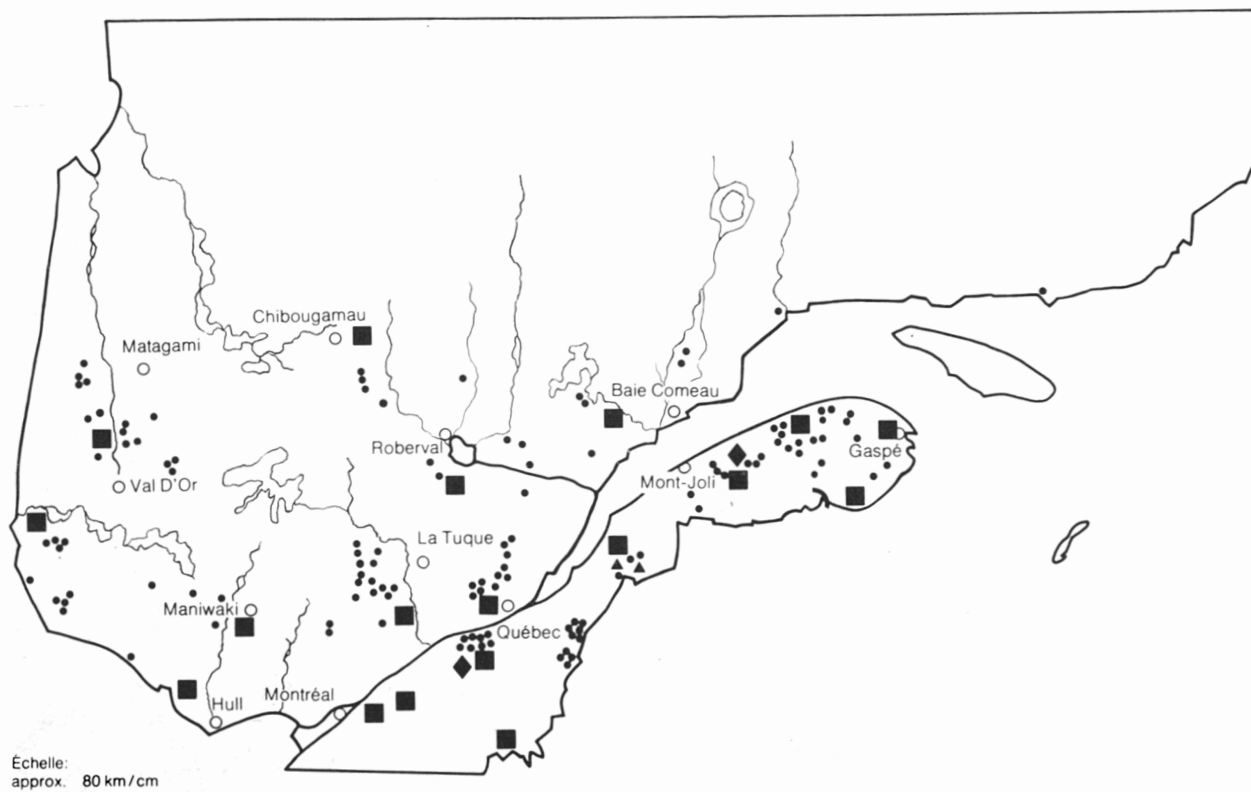 Chibougamau
Matagami
Baie Comeau
Roberval
Gaspé
Mont-Joli
Val D'Or
La Tuque
Maniwaki
Québec
Montréal
Hull
Échelle:
approx. 80 km/cm